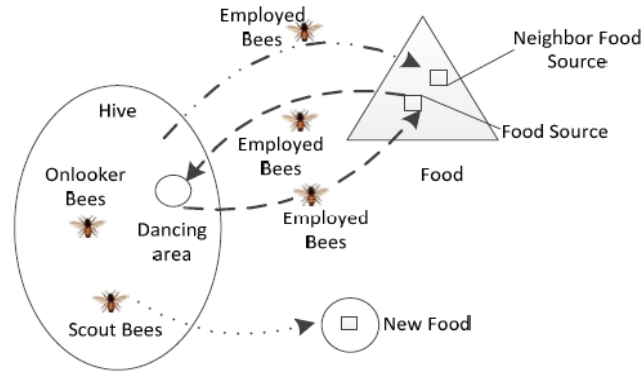 Employed
Bees
Neighbor Food
Source
Hive
Employed
Bees
Food Source
Onlooker
Bees
Food
Dancing
area
Employed
Bees
Scout Bees
New Food